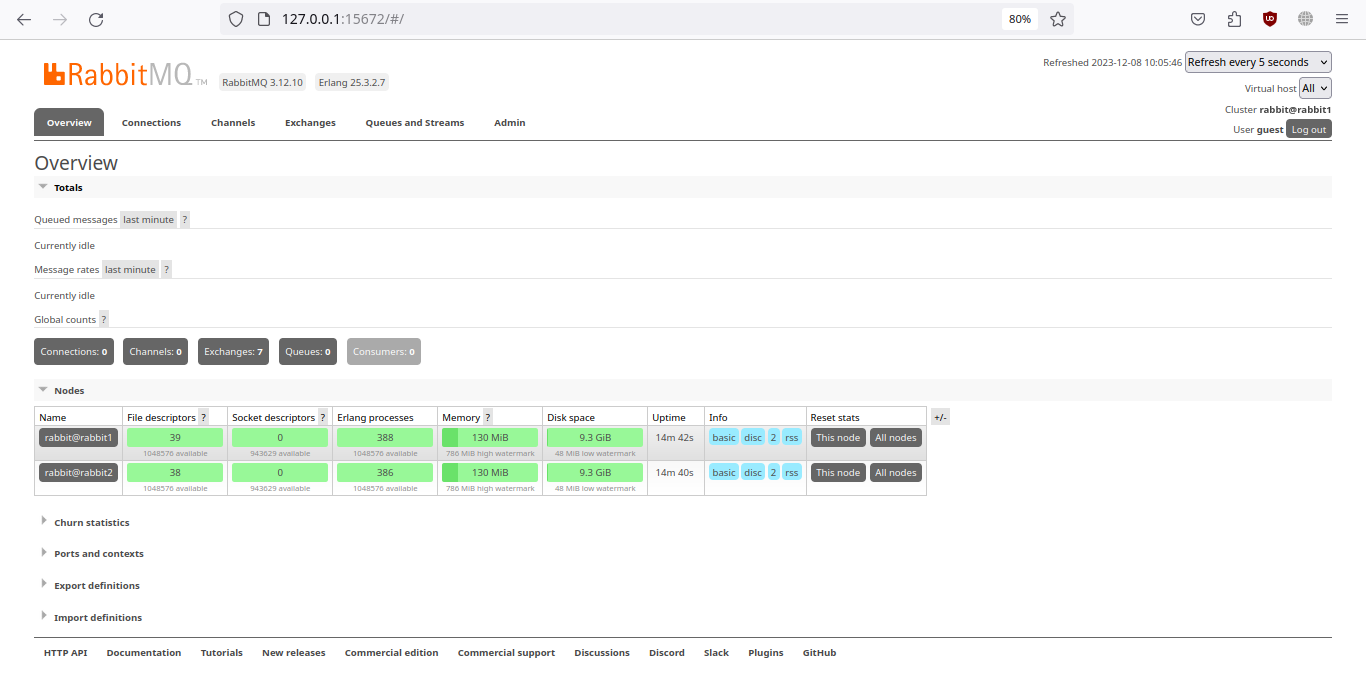 127.0.0.1:15672/#/ 80%
RabbitMQ TM RabbitMQ 3.12.10 Erlang 25.3.2.7
Refreshed 2023-12-08 10:05:46 Refresh every 5 seconds
Virtual host All
Cluster rabbit@rabbit1
User guest Log out
Overview Connections Channels Exchanges Queues and Streams Admin
Overview
Totals
Queued messages last minute ?
Currently idle
Message rates last minute ?
Currently idle
Global counts ?
Connections: 0 Channels: 0 Exchanges: 7 Queues: 0 Consumers: 0
Nodes
Name File descriptors ? Socket descriptors ? Erlang processes Memory ? Disk space Uptime Info Reset stats +/-
rabbit@rabbit1 39 0 388 130 MiB 9.3 GiB 14m 42s basic disc 2 rss This node All nodes
1048576 available 943629 available 1048576 available 786 MiB high watermark 48 MiB low watermark
rabbit@rabbit2 38 0 386 130 MiB 9.3 GiB 14m 40s basic disc 2 rss This node All nodes
1048576 available 943629 available 1048576 available 786 MiB high watermark 48 MiB low watermark
Churn statistics
Ports and contexts
Export definitions
Import definitions
HTTP API Documentation Tutorials New releases Commercial edition Commercial support Discussions Discord Slack Plugins GitHub